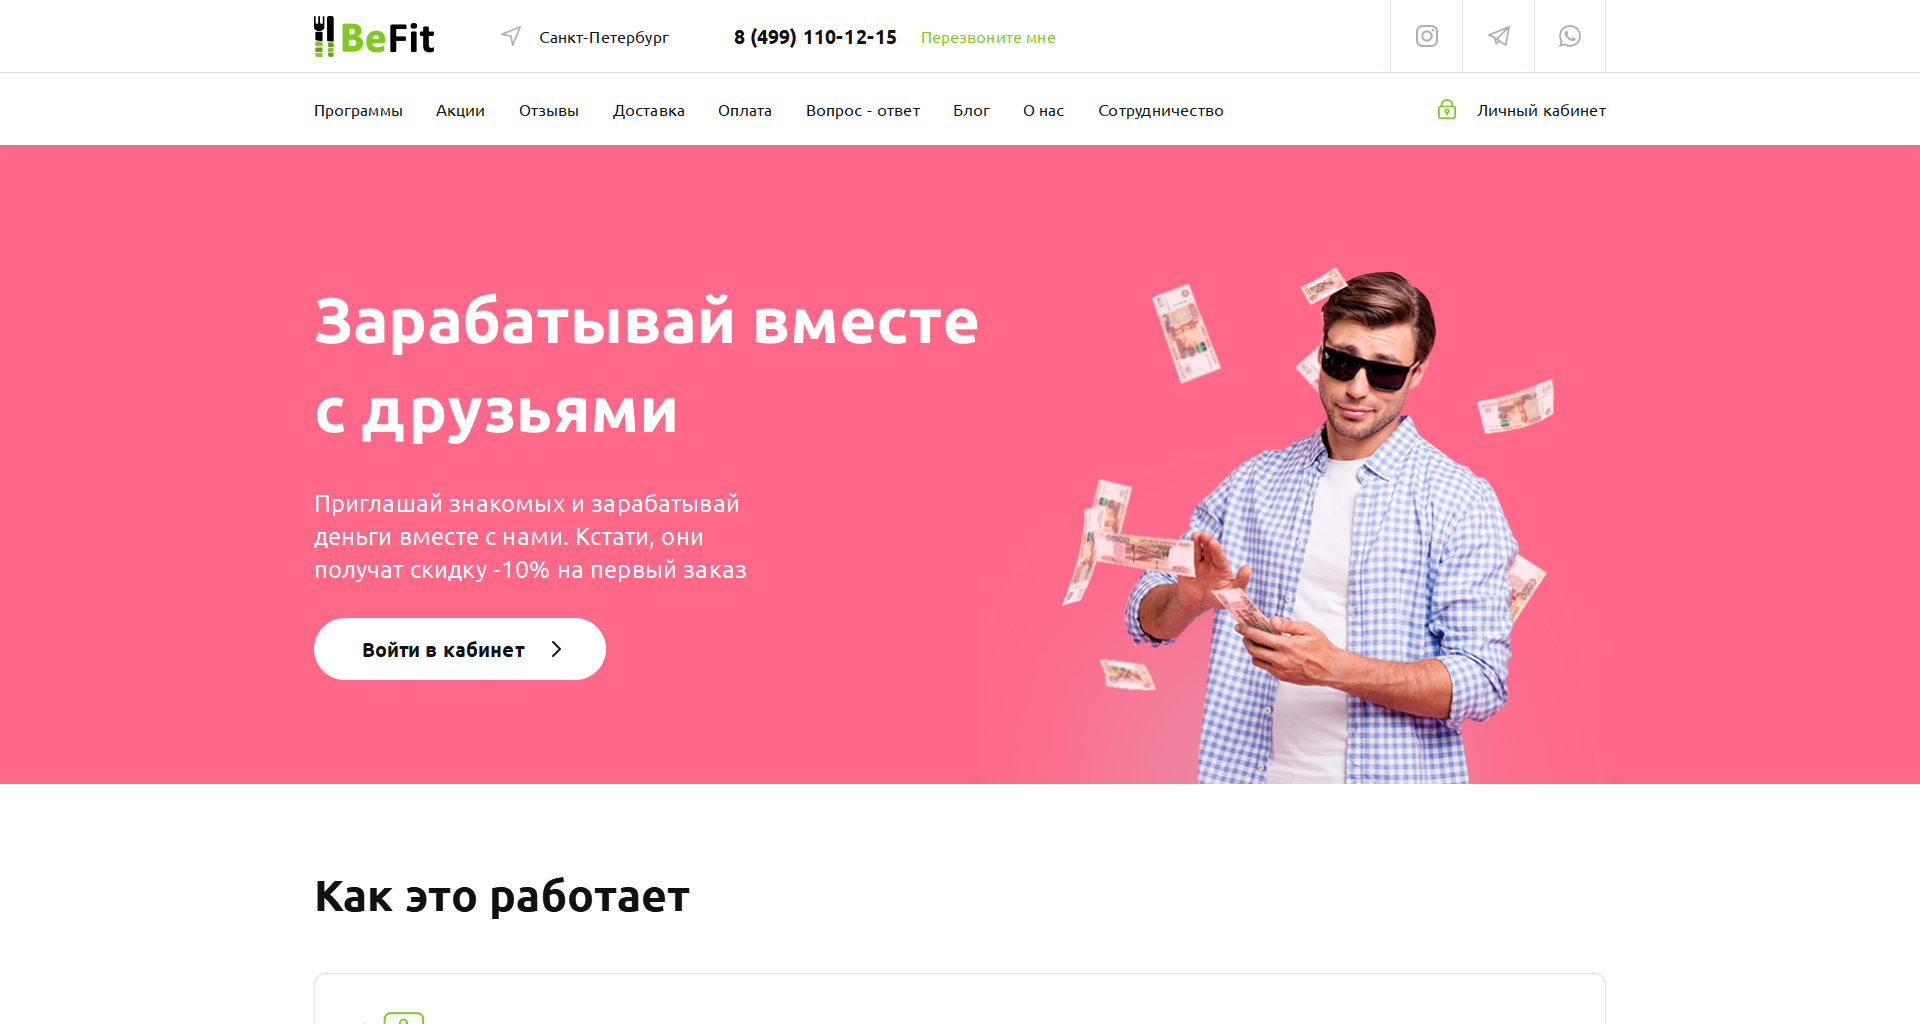 BeFit
Санкт-Петербург
8 (499) 110-12-15
Перезвоните мне
Программы
Акции
Отзывы
Доставка
Оплата
Вопрос - ответ
Блог
О нас
Сотрудничество
Личный кабинет
Зарабатывай вместе
с друзьями
Приглашай знакомых и зарабатывай
деньги вместе с нами. Кстати, они
получат скидку -10% на первый заказ
Войти в кабинет
Как это работает